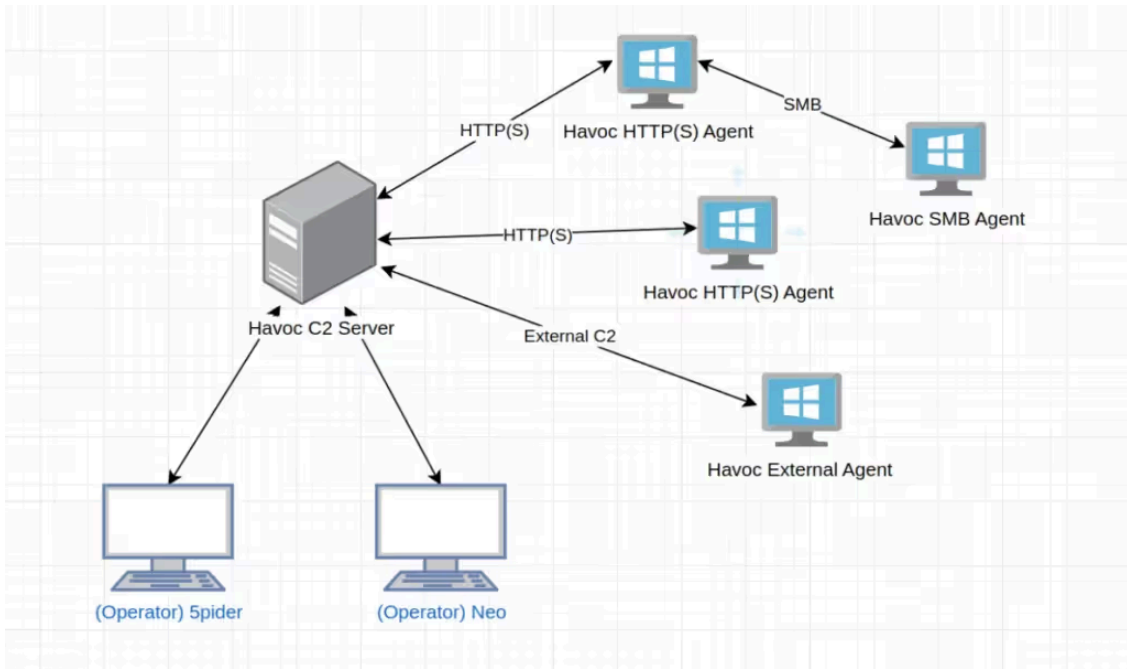 HTTP(S)
Havoc HTTP(S) Agent
SMB
Havoc SMB Agent
HTTP(S)
Havoc HTTP(S) Agent
Havoc C2 Server
External C2
Havoc External Agent
(Operator) 5pider
(Operator) Neo